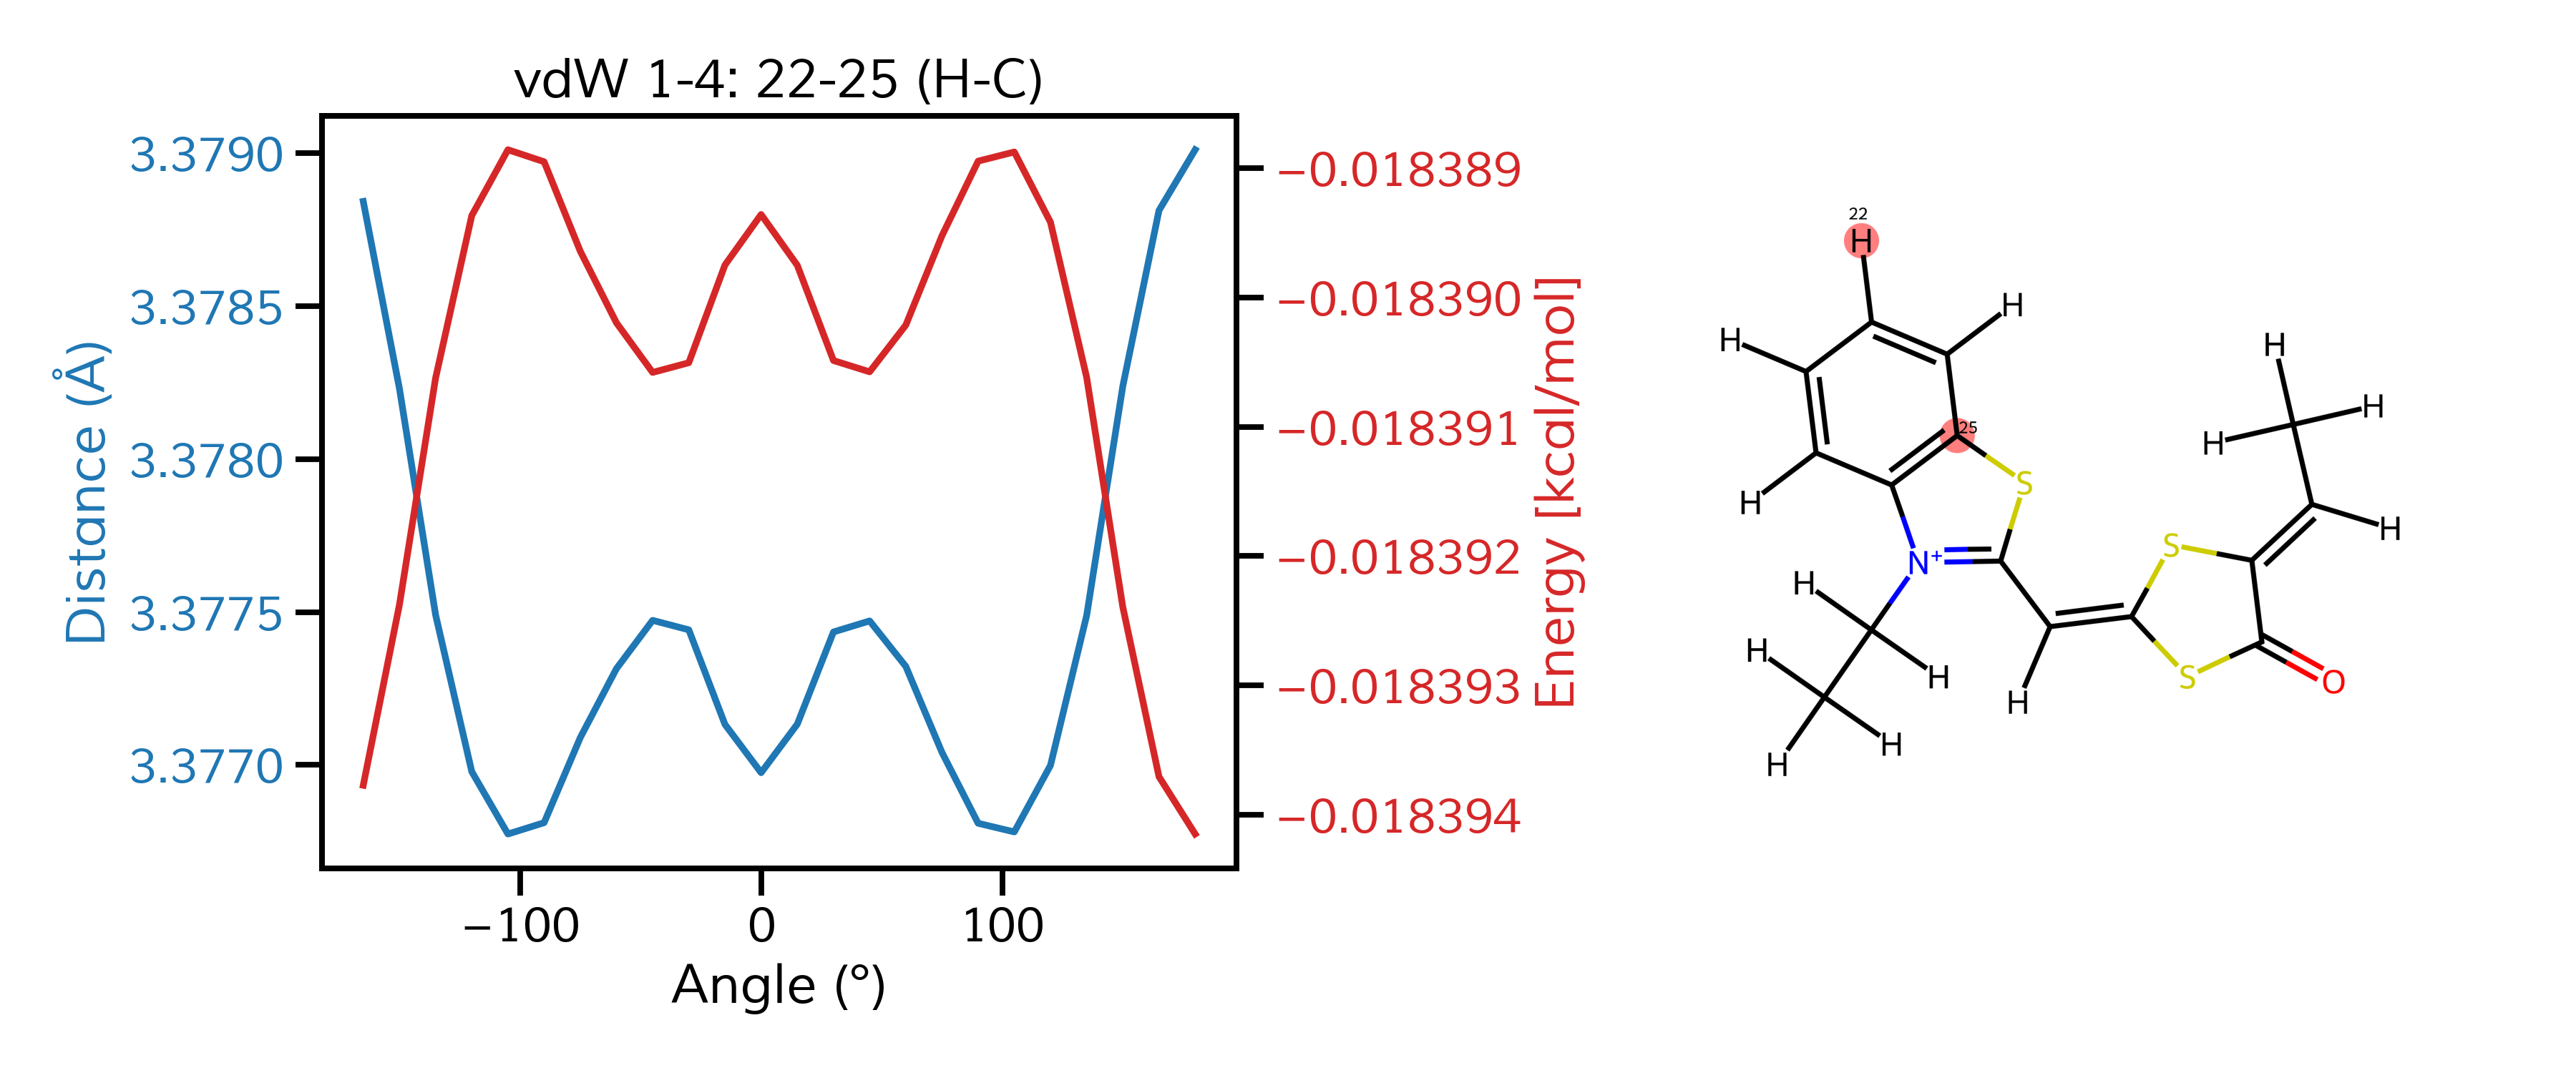 vdW 1-4: 22-25 (H-C)
3.3790
3.3785
3.3780
3.3775
3.3770
Distance (Å)
−0.018389
−0.018390
−0.018391
−0.018392
−0.018393
−0.018394
Energy [kcal/mol]
−100
0
100
Angle (°)
22
H
H
H
H
H
H
25
S
H
S
H
N+
H
H
H
S
O
H
H
H